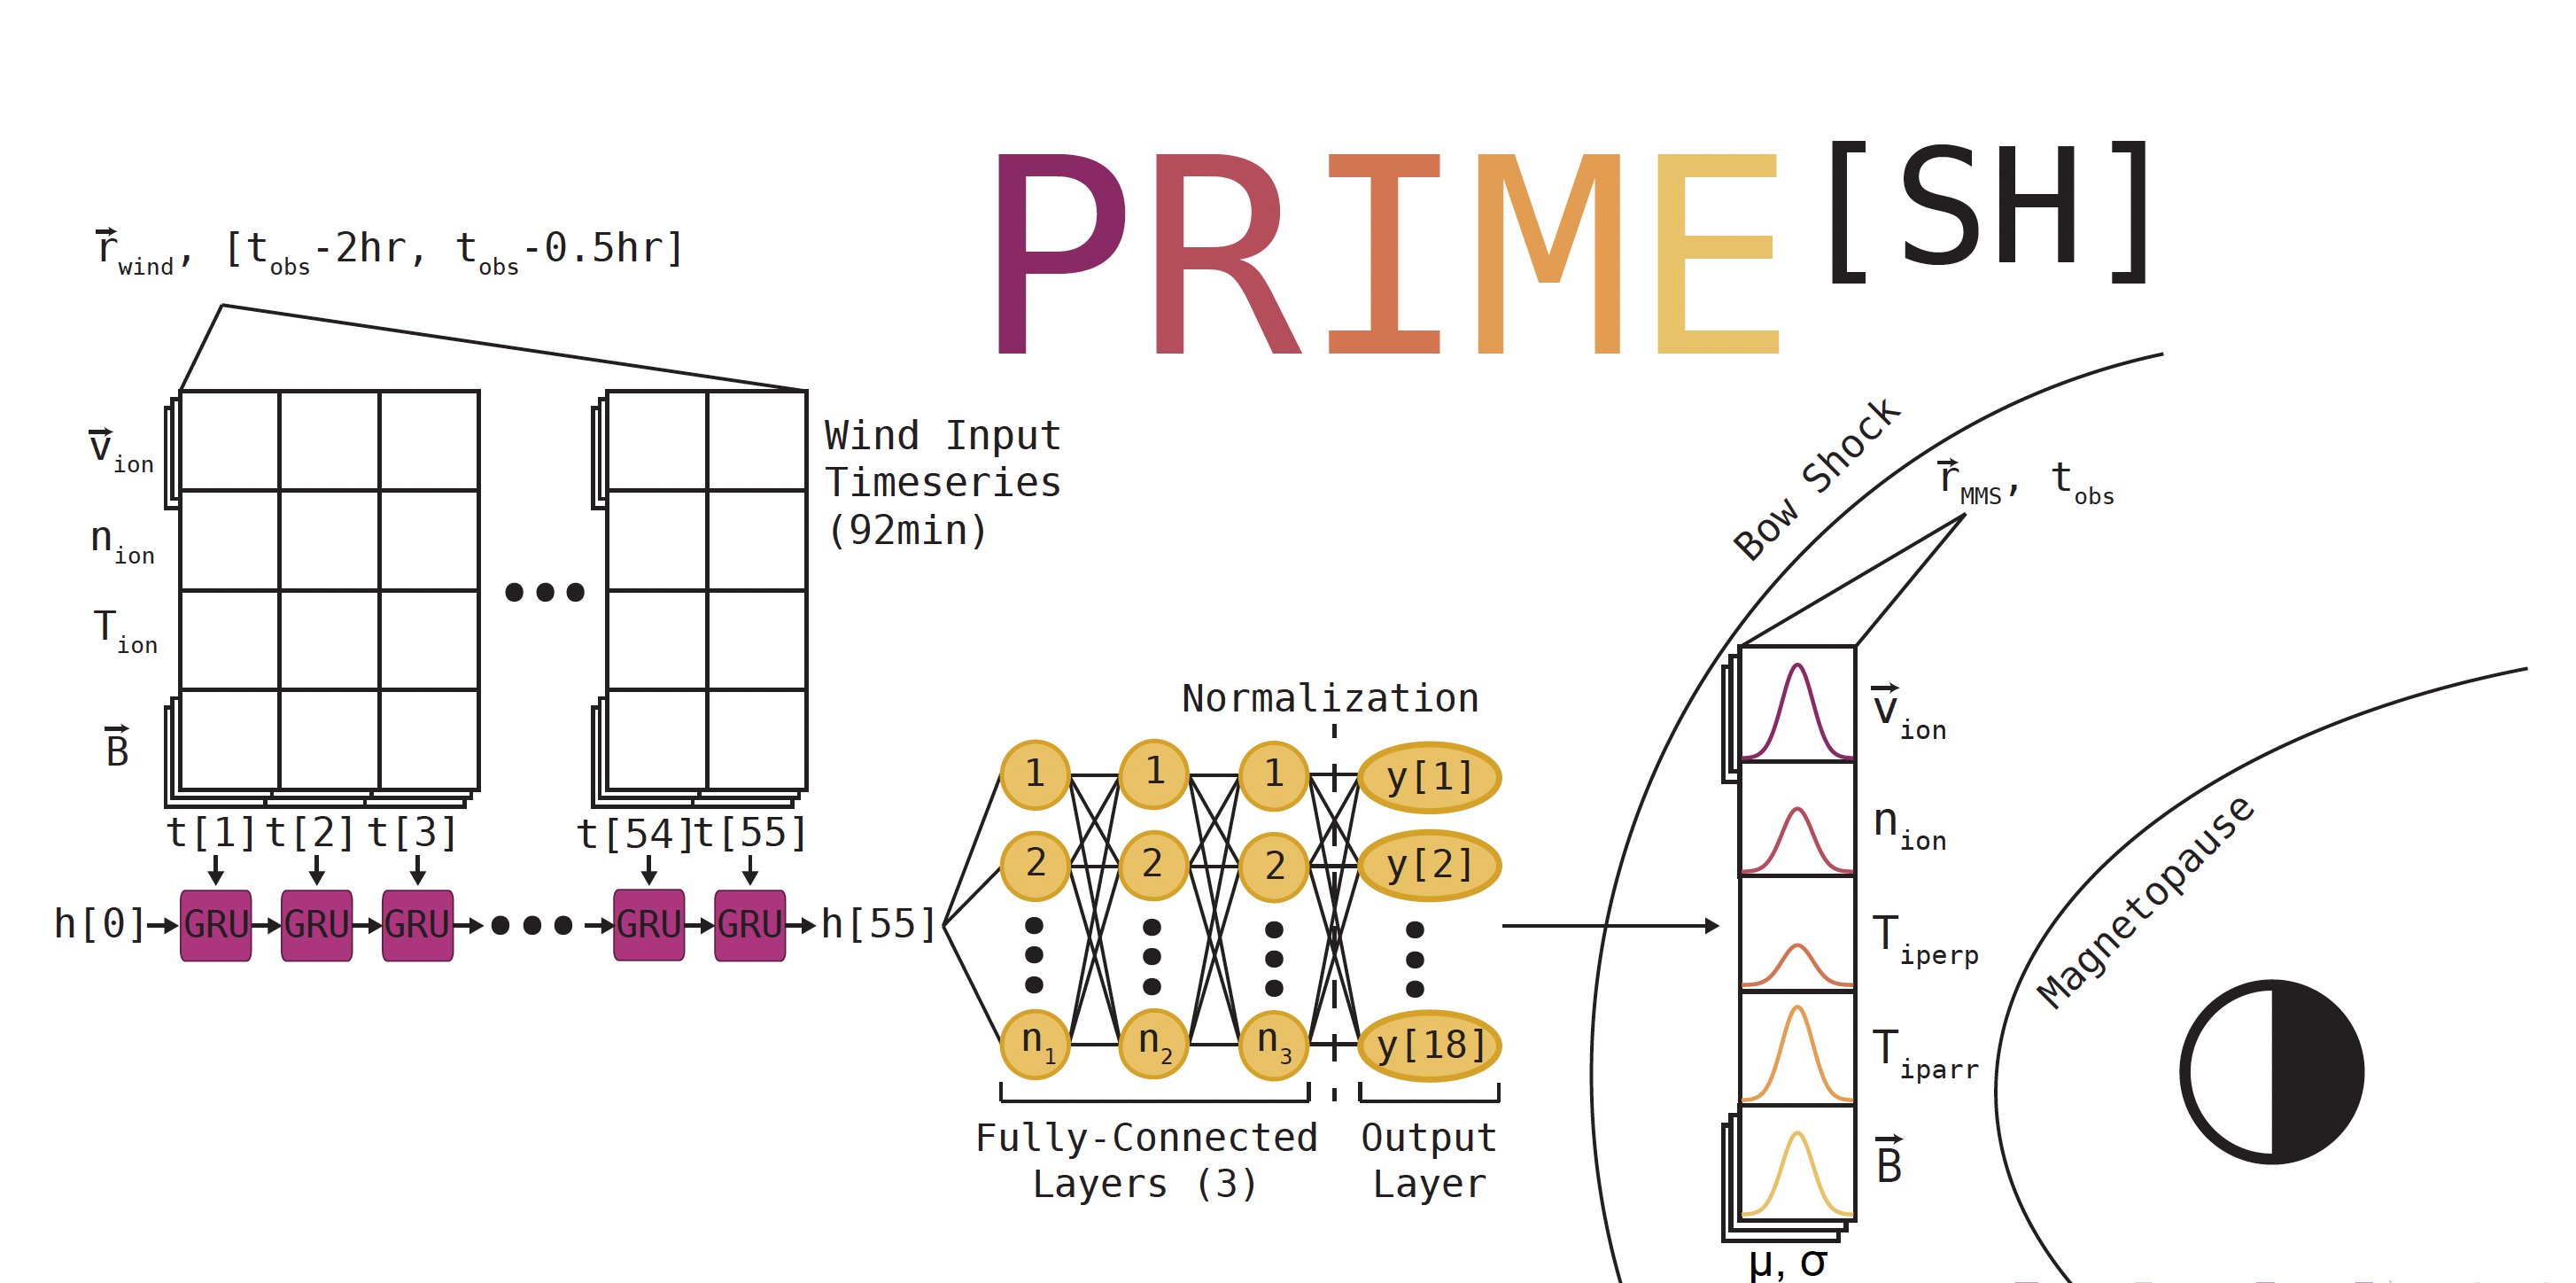 PRIME[SH]
r⃗wind, [tobs-2hr, tobs-0.5hr]
v⃗ion
nion
Tion
B⃗
Wind Input
Timeseries
(92min)
t[1] t[2] t[3] t[54] t[55]
h[0] GRU GRU GRU GRU GRU h[55]
Normalization
1 1 1 y[1]
2 2 2 y[2]
n1 n2 n3 y[18]
Fully-Connected
Layers (3)
Output
Layer
Bow Shock
r⃗MMS, tobs
v⃗ion
nion
Tiperp
Tiparr
B⃗
μ, σ
Magnetopause